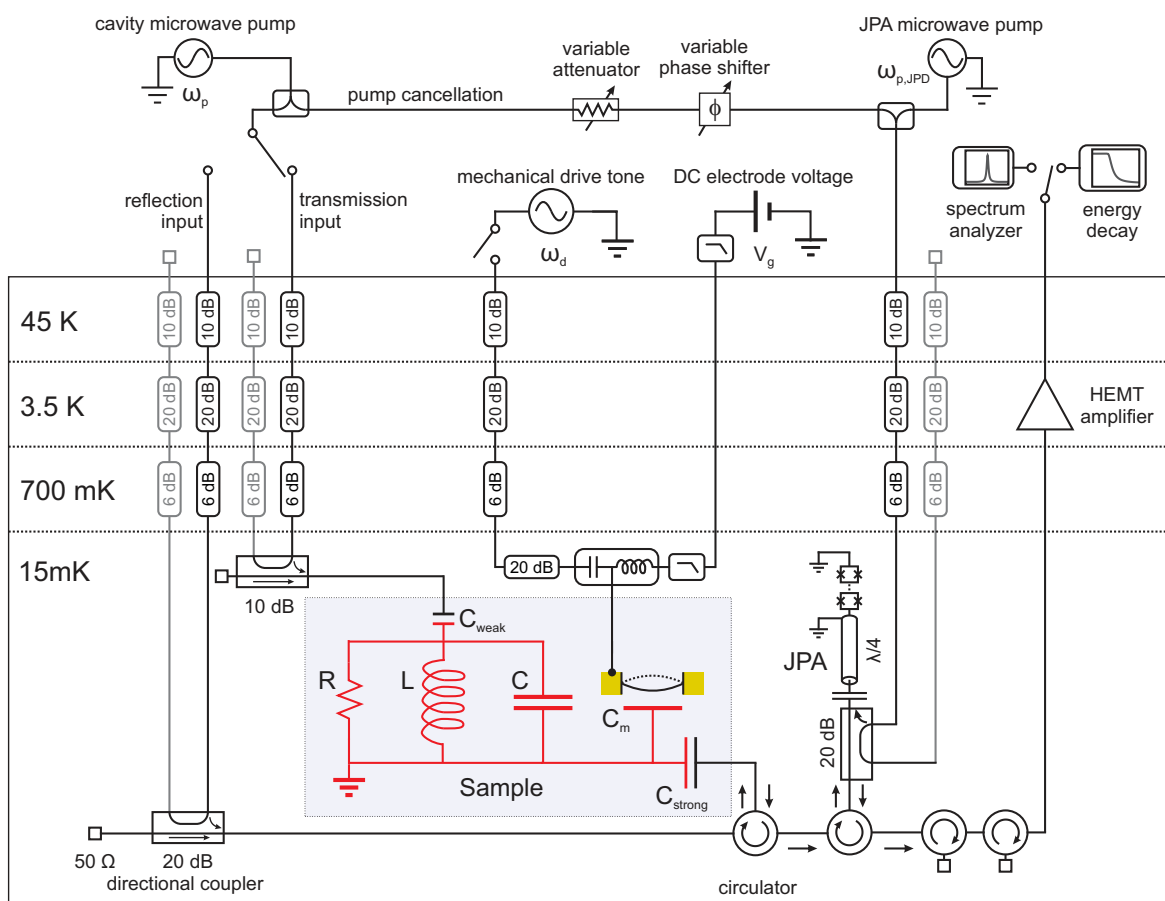 cavity microwave pump
JPA microwave pump
variable
attenuator
variable
phase shifter
ω_p
ω_p,JPD
pump cancellation
ϕ
reflection
input
transmission
input
mechanical drive tone
ω_d
DC electrode voltage
V_g
spectrum
analyzer
energy
decay
45 K
10 dB
10 dB
10 dB
10 dB
10 dB
10 dB
10 dB
3.5 K
20 dB
20 dB
20 dB
20 dB
20 dB
20 dB
20 dB
HEMT
amplifier
700 mK
6 dB
6 dB
6 dB
6 dB
6 dB
6 dB
6 dB
15mK
10 dB
20 dB
C_weak
R
L
C
C_m
C_strong
Sample
JPA
λ/4
20 dB
50 Ω
20 dB
directional coupler
circulator